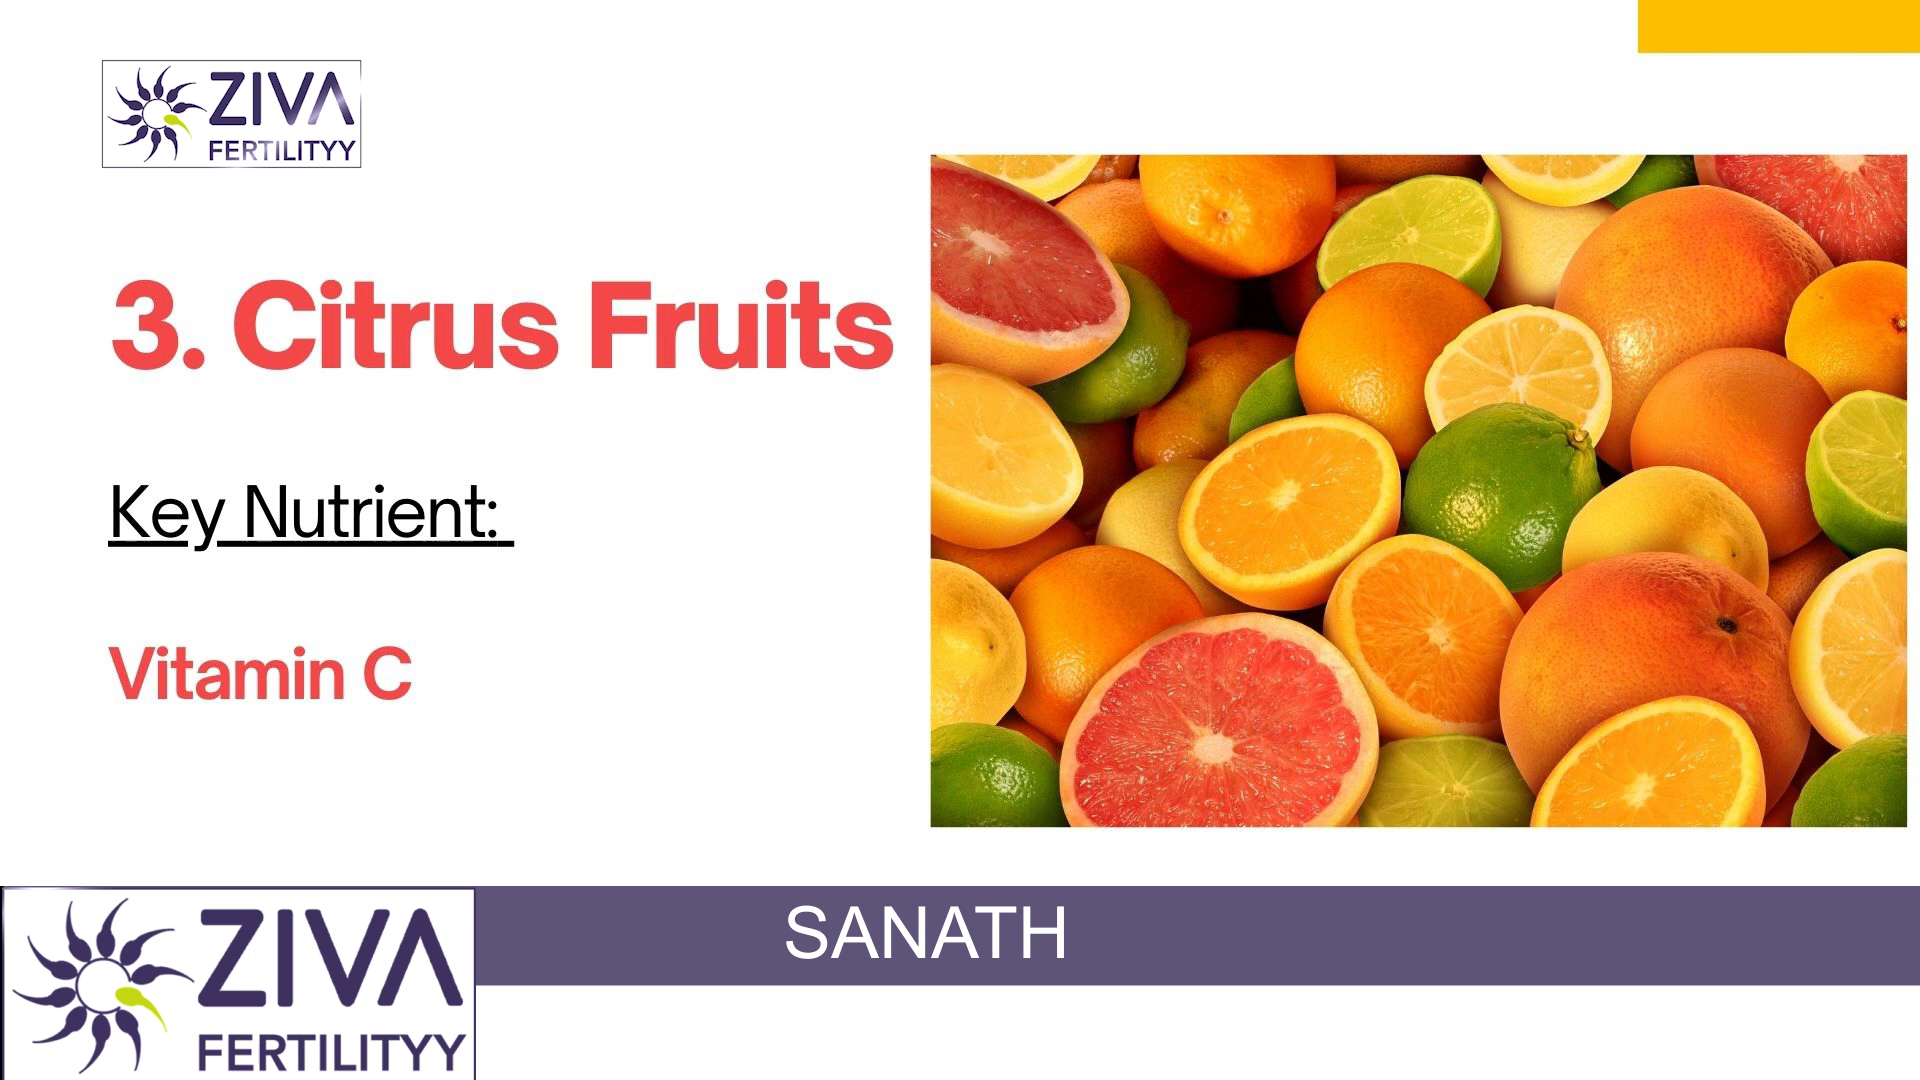 ZIVA
FERTILITYY
3. Citrus Fruits
Key Nutrient:
Vitamin C
SANATH
ZIVA
FERTILITYY